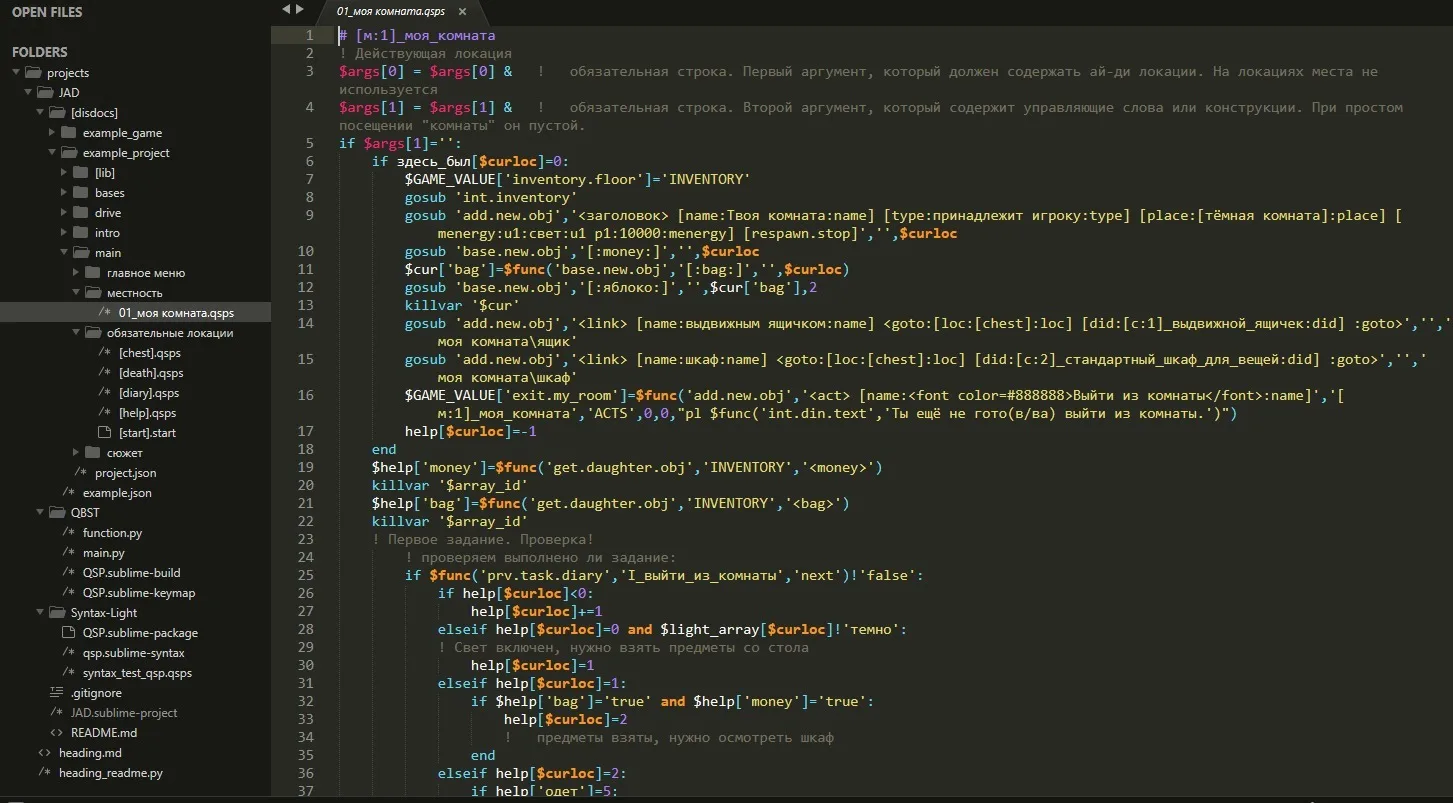 OPEN FILES
FOLDERS
projects
JAD
[disdocs]
example_game
example_project
[lib]
bases
drive
intro
main
главное меню
местность
/* 01_моя комната.qsps
обязательные локации
/* [chest].qsps
/* [death].qsps
/* [diary].qsps
/* [help].qsps
[start].start
сюжет
/* project.json
/* example.json
QBST
/* function.py
/* main.py
/* QSP.sublime-build
/* QSP.sublime-keymap
Syntax-Light
QSP.sublime-package
/* qsp.sublime-syntax
/* syntax_test_qsp.qsps
.gitignore
/* JAD.sublime-project
<> README.md
<> heading.md
/* heading_readme.py
01_моя комната.qsps ×
1 # [м:1]_моя_комната
2 ! Действующая локация
3 $args[0] = $args[0] & ! обязательная строка. Первый аргумент, который должен содержать ай-ди локации. На локациях места не
используется
4 $args[1] = $args[1] & ! обязательная строка. Второй аргумент, который содержит управляющие слова или конструкции. При простом
посещении "комнаты" он пустой.
5 if $args[1]='':
6 if здесь_был[$curloc]=0:
7 $GAME_VALUE['inventory.floor']='INVENTORY'
8 gosub 'int.inventory'
9 gosub 'add.new.obj','<заголовок> [name:Твоя комната:name] [type:принадлежит игроку:type] [place:[тёмная комната]:place] [
menergy:u1:свет:u1 p1:10000:menergy] [respawn.stop]','',$curloc
10 gosub 'base.new.obj','[:money:]','',$curloc
11 $cur['bag']=$func('base.new.obj','[:bag:]','',$curloc)
12 gosub 'base.new.obj','[:яблоко:]','',$cur['bag'],2
13 killvar '$cur'
14 gosub 'add.new.obj','<link> [name:выдвижным ящичком:name] <goto:[loc:[chest]:loc] [did:[c:1]_выдвижной_ящичек:did] :goto>','','
моя комната\ящик'
15 gosub 'add.new.obj','<link> [name:шкаф:name] <goto:[loc:[chest]:loc] [did:[c:2]_стандартный_шкаф_для_вещей:did] :goto>','','
моя комната\шкаф'
16 $GAME_VALUE['exit.my_room']=$func('add.new.obj','<act> [name:<font color=#888888>Выйти из комнаты</font>:name]','[
м:1]_моя_комната','ACTS',0,0,"pl $func('int.din.text','Ты ещё не гото(в/ва) выйти из комнаты.')")
17 help[$curloc]=-1
18 end
19 $help['money']=$func('get.daughter.obj','INVENTORY','<money>')
20 killvar '$array_id'
21 $help['bag']=$func('get.daughter.obj','INVENTORY','<bag>')
22 killvar '$array_id'
23 ! Первое задание. Проверка!
24 ! проверяем выполнено ли задание:
25 if $func('prv.task.diary','I_выйти_из_комнаты','next')!'false':
26 if help[$curloc]<0:
27 help[$curloc]+=1
28 elseif help[$curloc]=0 and $light_array[$curloc]!'темно':
29 ! Свет включен, нужно взять предметы со стола
30 help[$curloc]=1
31 elseif help[$curloc]=1:
32 if $help['bag']='true' and $help['money']='true':
33 help[$curloc]=2
34 ! предметы взяты, нужно осмотреть шкаф
35 end
36 elseif help[$curloc]=2:
37 if help['одет']=5: